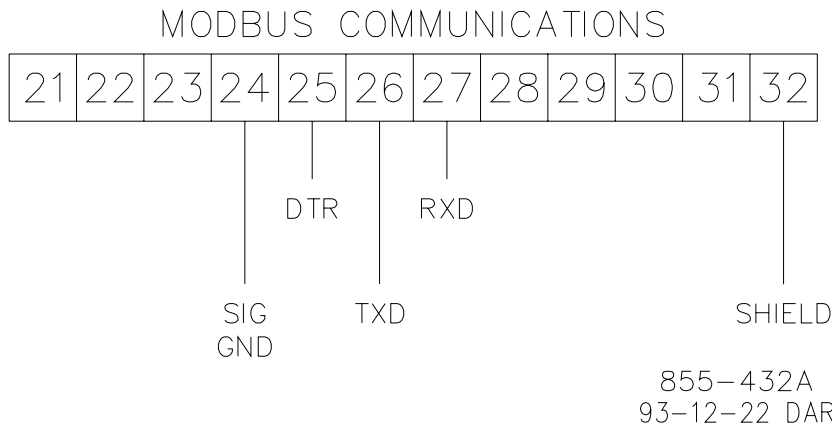 MODBUS COMMUNICATIONS
21 22 23 24 25 26 27 28 29 30 31 32
DTR RXD
SIG GND TXD SHIELD
855-432A
93-12-22 DAR